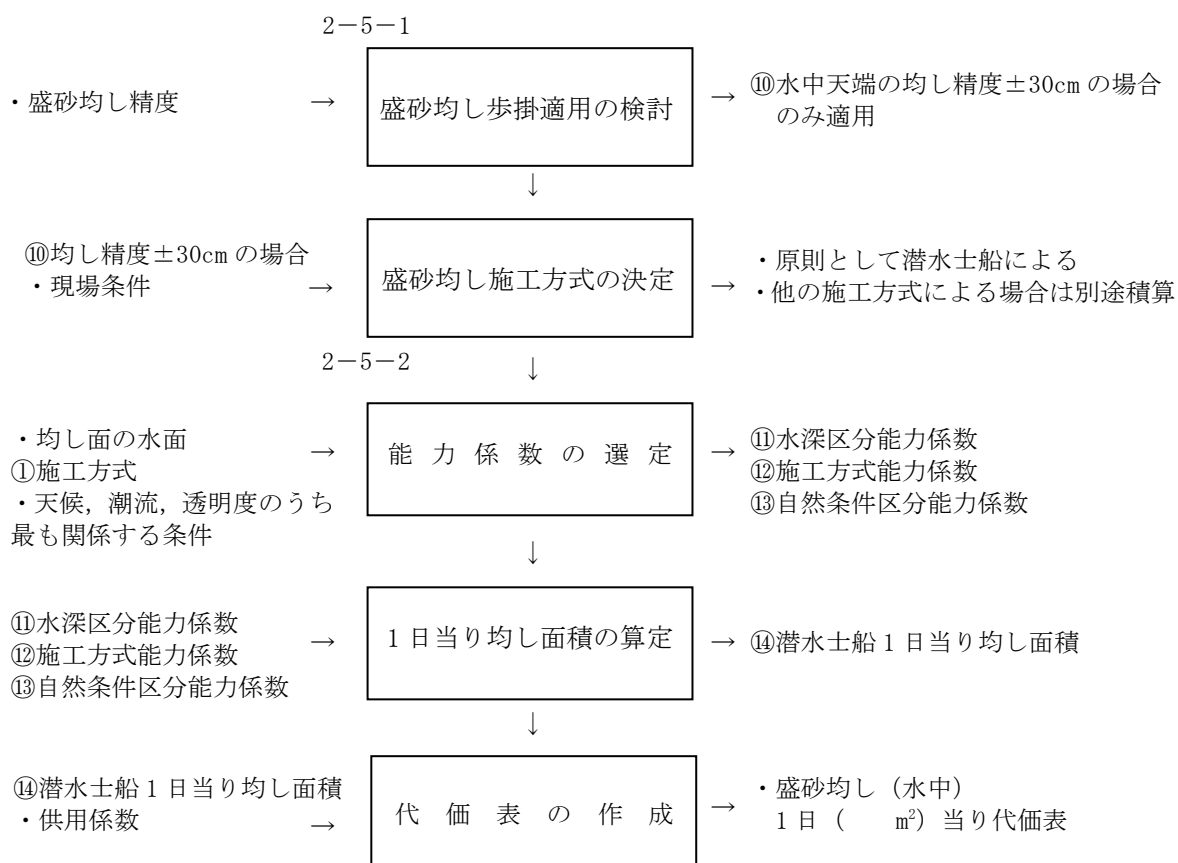 2-5-1
・盛砂均し精度 → 盛砂均し歩掛適用の検討 → ⑩水中天端の均し精度±30cmの場合
のみ適用
↓
⑩均し精度±30cmの場合
・現場条件 → 盛砂均し施工方式の決定 → ・原則として潜水士船による
・他の施工方式による場合は別途積算
2-5-2
↓
・均し面の水面 → 能力係数の選定 → ⑪水深区分能力係数
①施工方式 ⑫施工方式能力係数
・天候，潮流，透明度のうち ⑬自然条件区分能力係数
最も関係する条件
↓
⑪水深区分能力係数
⑫施工方式能力係数 → 1日当り均し面積の算定 → ⑭潜水士船1日当り均し面積
⑬自然条件区分能力係数
↓
⑭潜水士船1日当り均し面積 ・盛砂均し（水中）
・供用係数 → 代価表の作成 → 1日（　　m²）当り代価表